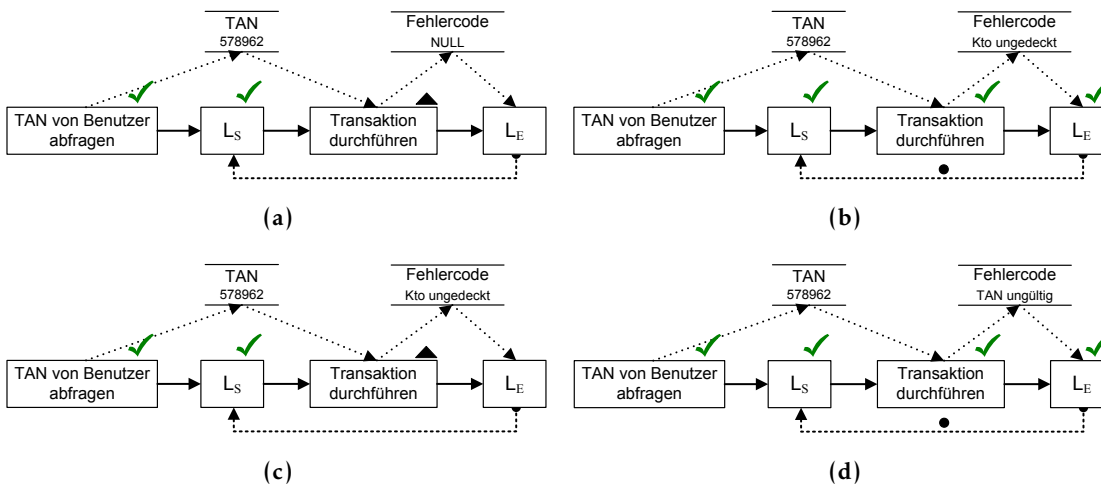 TAN
578962
Fehlercode
NULL
TAN von Benutzer
abfragen
LS
Transaktion
durchführen
LE
(a)
TAN
578962
Fehlercode
Kto ungedeckt
TAN von Benutzer
abfragen
LS
Transaktion
durchführen
LE
(b)
TAN
578962
Fehlercode
Kto ungedeckt
TAN von Benutzer
abfragen
LS
Transaktion
durchführen
LE
(c)
TAN
578962
Fehlercode
TAN ungültig
TAN von Benutzer
abfragen
LS
Transaktion
durchführen
LE
(d)